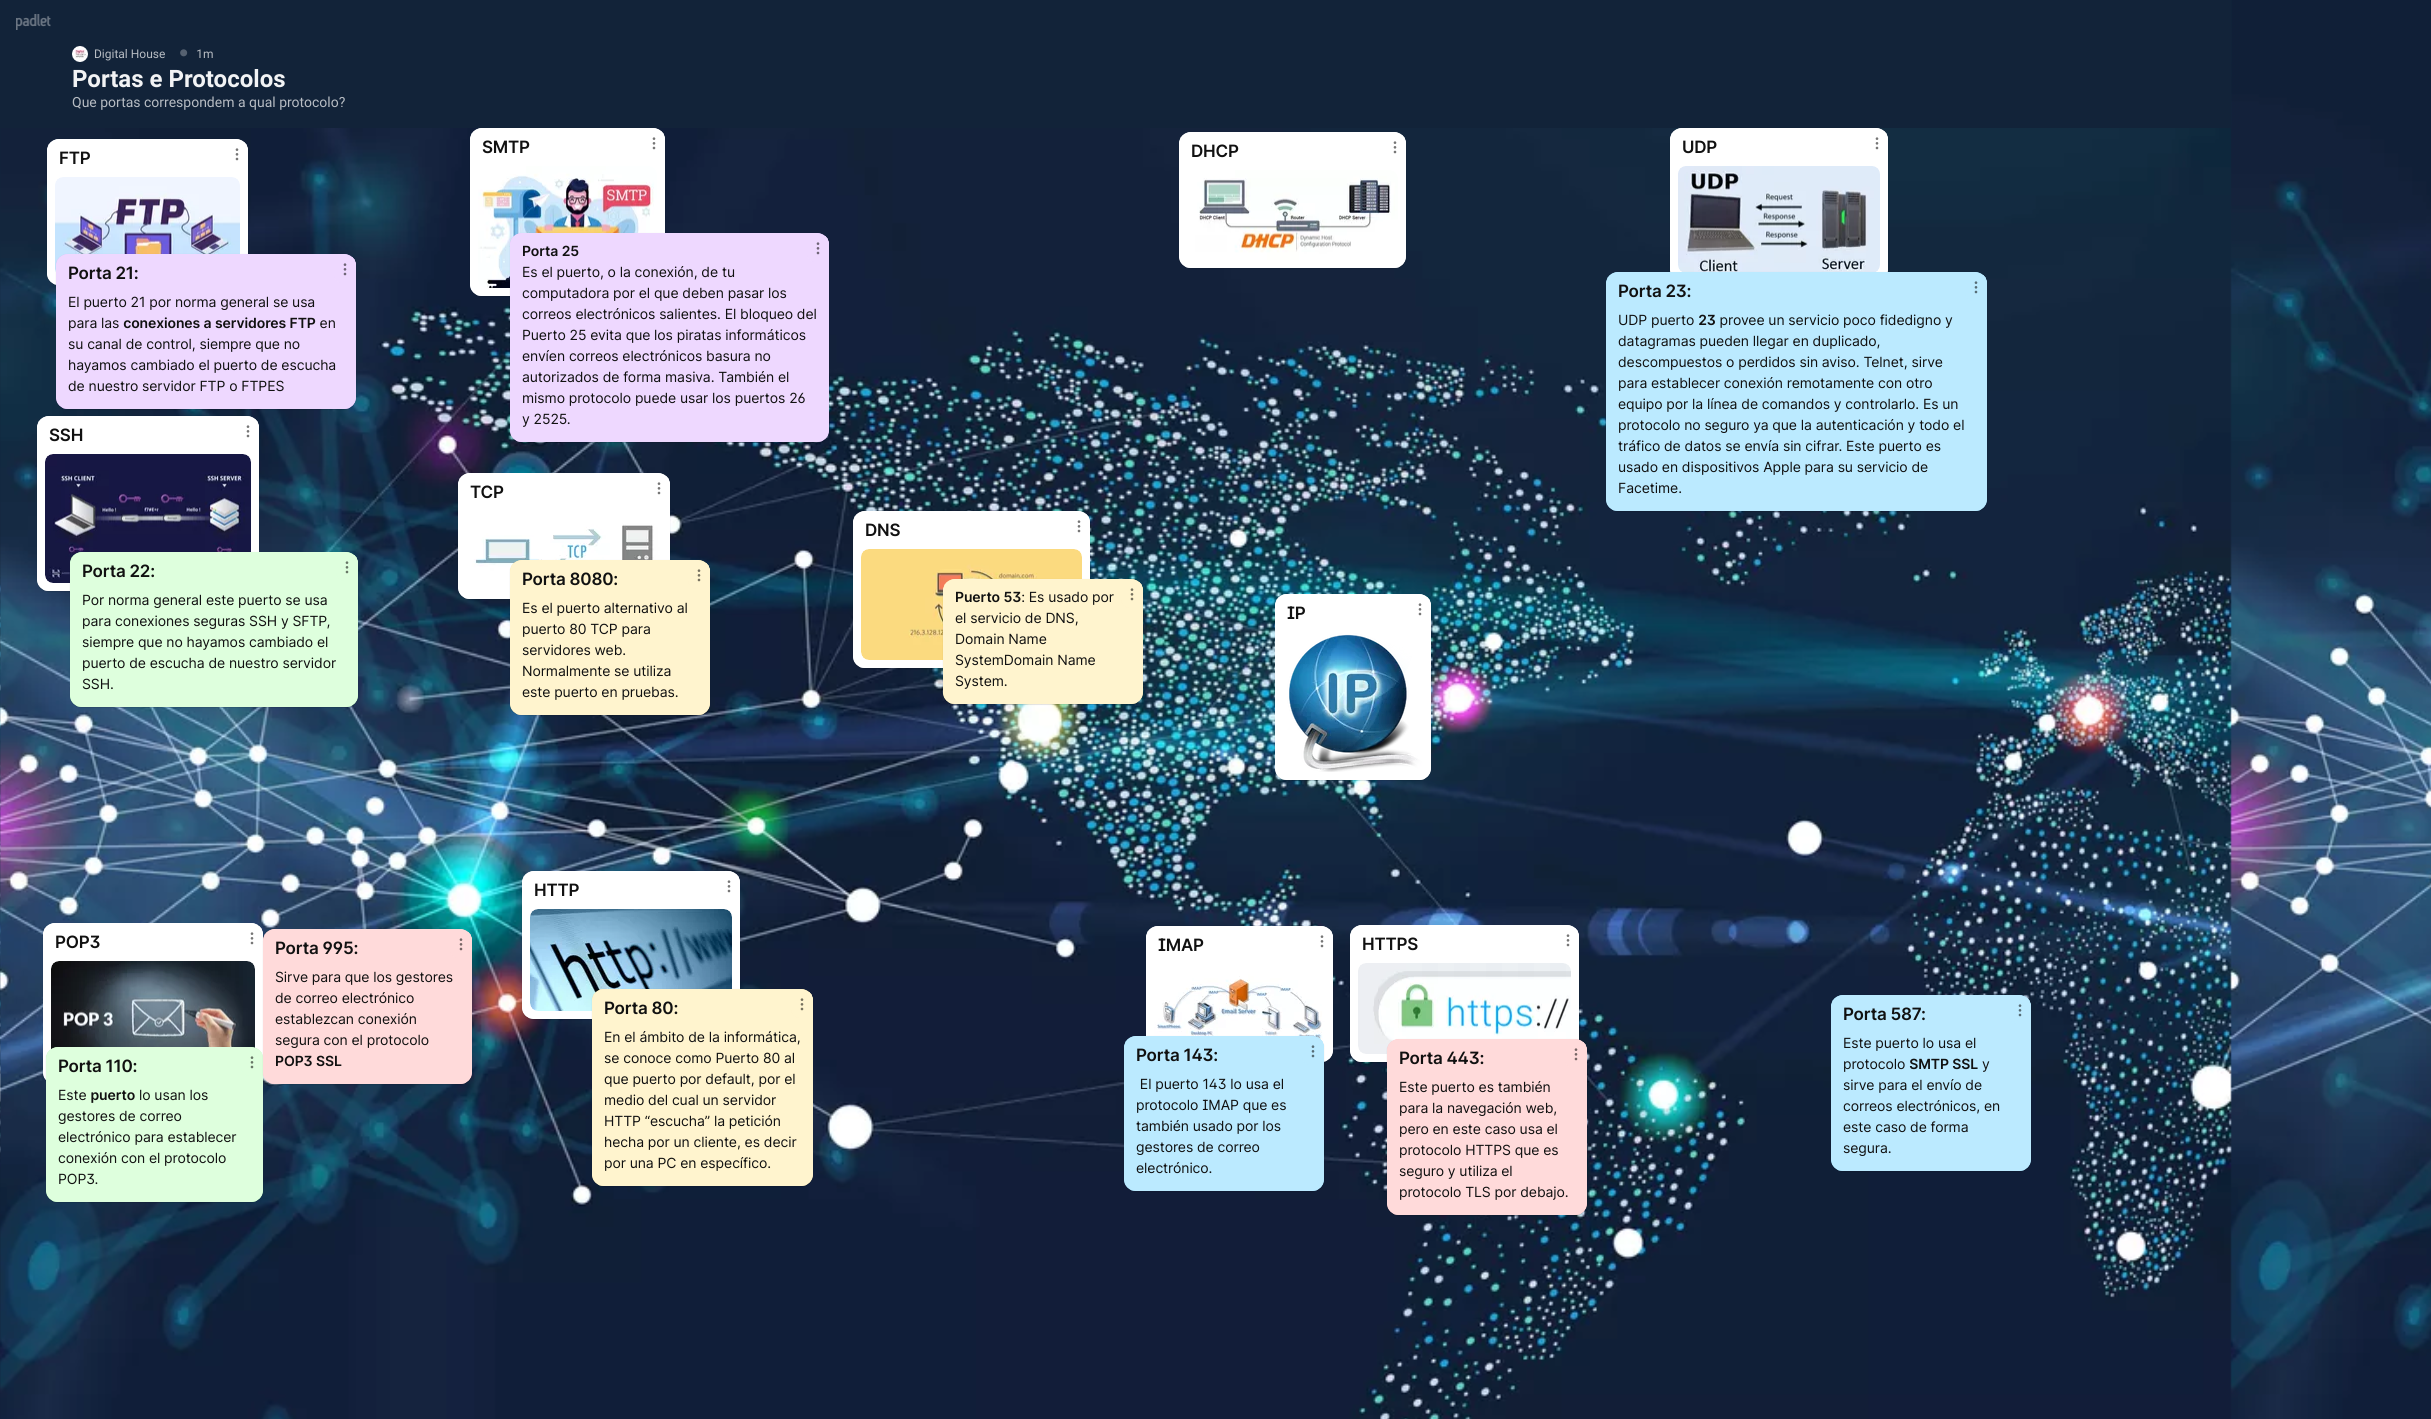 padlet
Digital House • 1m
Portas e Protocolos
Que portas correspondem a qual protocolo?
FTP
FTP
Porta 21:
El puerto 21 por norma general se usa
para las conexiones a servidores FTP en
su canal de control, siempre que no
hayamos cambiado el puerto de escucha
de nuestro servidor FTP o FTPES
SMTP
SMTP
Porta 25
Es el puerto, o la conexión, de tu
computadora por el que deben pasar los
correos electrónicos salientes. El bloqueo del
Puerto 25 evita que los piratas informáticos
envíen correos electrónicos basura no
autorizados de forma masiva. También el
mismo protocolo puede usar los puertos 26
y 2525.
DHCP
DHCP Client
Router
DHCP Server
DHCP
Dynamic Host
Configuration Protocol
UDP
UDP
Request
Response
Response
Client
Server
Porta 23:
UDP puerto 23 provee un servicio poco fidedigno y
datagramas pueden llegar en duplicado,
descompuestos o perdidos sin aviso. Telnet, sirve
para establecer conexión remotamente con otro
equipo por la línea de comandos y controlarlo. Es un
protocolo no seguro ya que la autenticación y todo el
tráfico de datos se envía sin cifrar. Este puerto es
usado en dispositivos Apple para su servicio de
Facetime.
SSH
SSH CLIENT
SSH SERVER
Hello !
Hello !
Porta 22:
Por norma general este puerto se usa
para conexiones seguras SSH y SFTP,
siempre que no hayamos cambiado el
puerto de escucha de nuestro servidor
SSH.
TCP
TCP
Porta 8080:
Es el puerto alternativo al
puerto 80 TCP para
servidores web.
Normalmente se utiliza
este puerto en pruebas.
DNS
domain.com
Puerto 53: Es usado por
el servicio de DNS,
Domain Name
SystemDomain Name
System.
IP
IP
POP3
POP 3
Porta 110:
Este puerto lo usan los
gestores de correo
electrónico para establecer
conexión con el protocolo
POP3.
Porta 995:
Sirve para que los gestores
de correo electrónico
establezcan conexión
segura con el protocolo
POP3 SSL
HTTP
http://www
Porta 80:
En el ámbito de la informática,
se conoce como Puerto 80 al
que puerto por default, por el
medio del cual un servidor
HTTP “escucha” la petición
hecha por un cliente, es decir
por una PC en específico.
IMAP
IMAP
IMAP
IMAP
IMAP
Email Server
Smartphone
Desktop PC
Porta 143:
El puerto 143 lo usa el
protocolo IMAP que es
también usado por los
gestores de correo
electrónico.
HTTPS
https://
Porta 443:
Este puerto es también
para la navegación web,
pero en este caso usa el
protocolo HTTPS que es
seguro y utiliza el
protocolo TLS por debajo.
Porta 587:
Este puerto lo usa el
protocolo SMTP SSL y
sirve para el envío de
correos electrónicos, en
este caso de forma
segura.